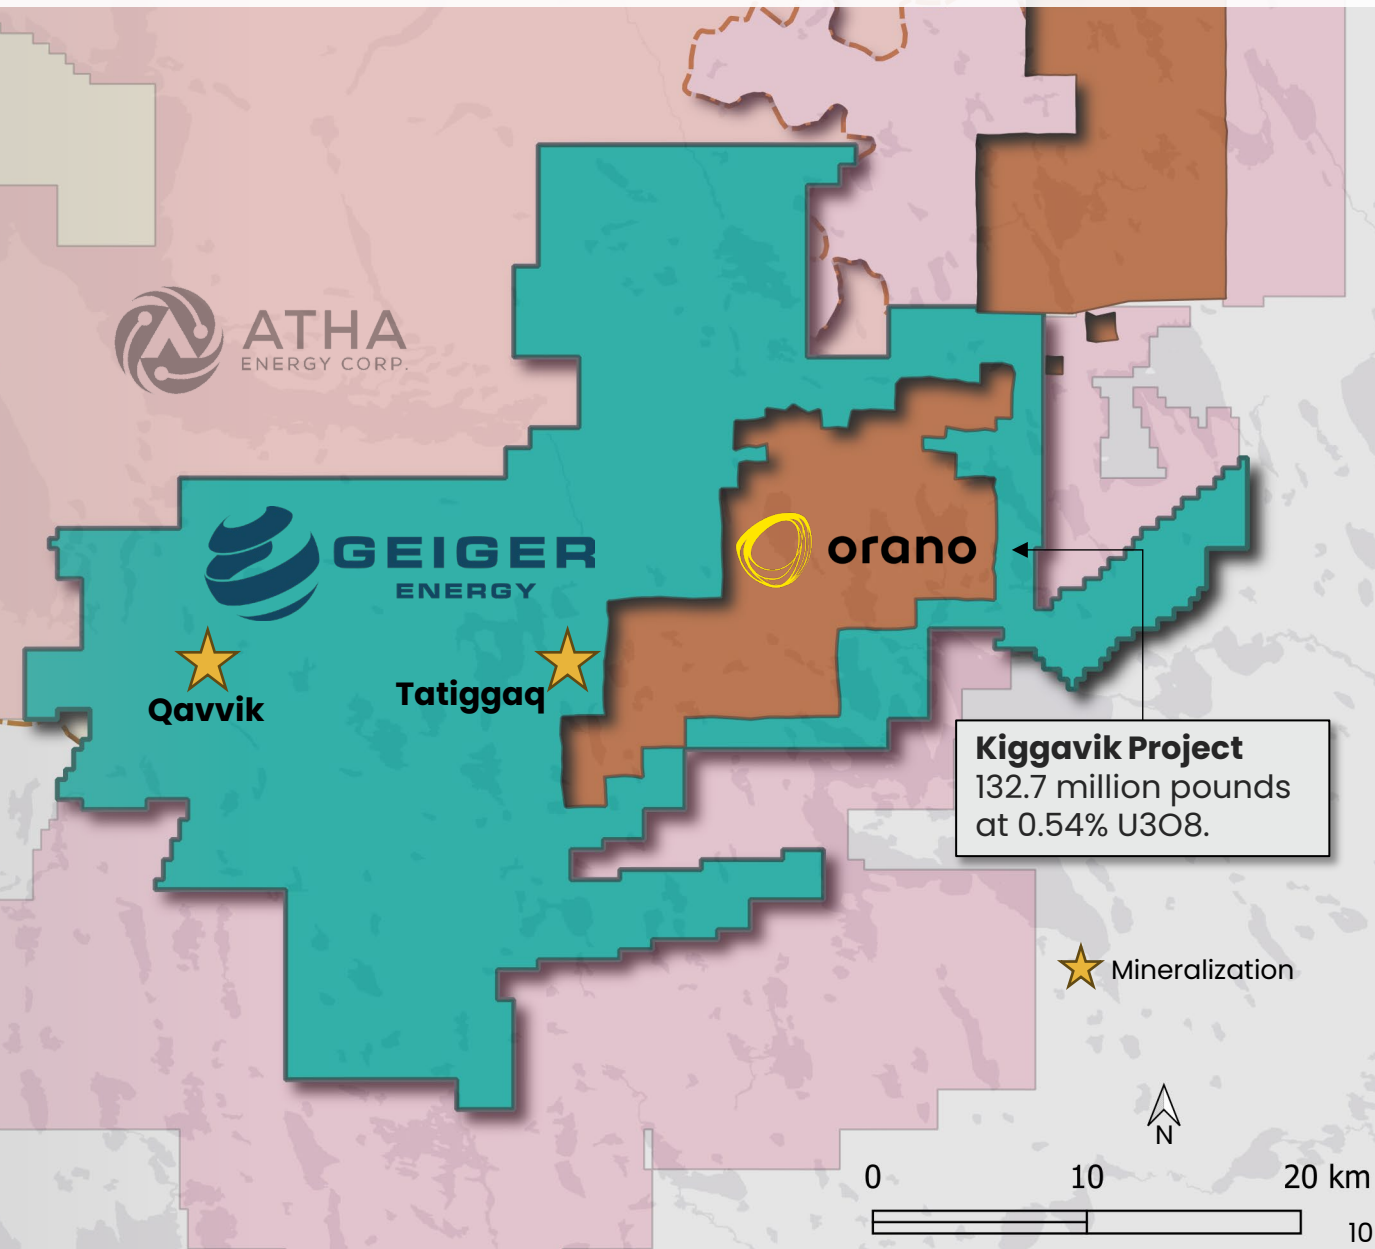 ATHA
ENERGY CORP.
GEIGER
ENERGY
orano
Qavvik
Tatiggaq
Kiggavik Project
132.7 million pounds
at 0.54% U3O8.
Mineralization
N
0 10 20 km
10